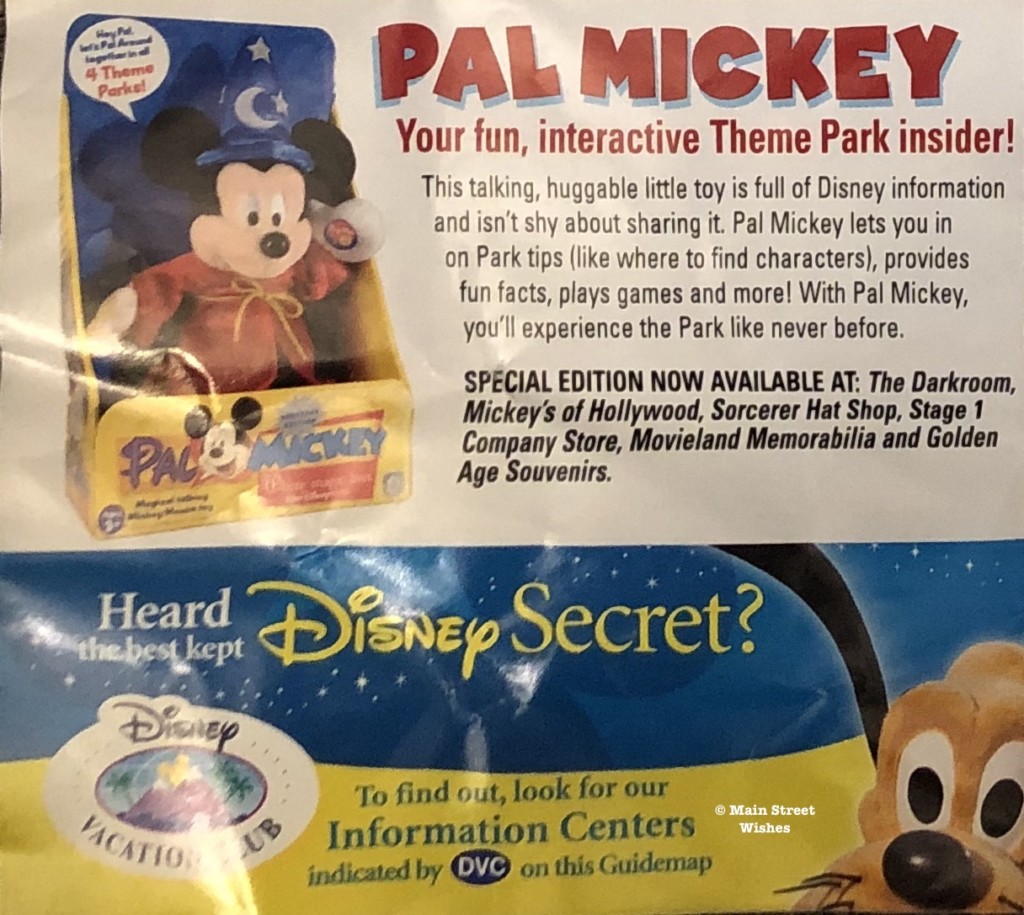 Hey Pal,
let's Pal Around
together in all
4 Theme
Parks!
PAL MICKEY
Your fun, interactive Theme Park insider!
This talking, huggable little toy is full of Disney information
and isn't shy about sharing it. Pal Mickey lets you in
on Park tips (like where to find characters), provides
fun facts, plays games and more! With Pal Mickey,
you'll experience the Park like never before.
SPECIAL EDITION NOW AVAILABLE AT: The Darkroom,
Mickey's of Hollywood, Sorcerer Hat Shop, Stage 1
Company Store, Movieland Memorabilia and Golden
Age Souvenirs.
PAL MICKEY
Magical talking
Mickey Mouse toy
Heard
the best kept
Disney Secret?
Disney
VACATION CLUB
To find out, look for our
Information Centers
indicated by DVC on this Guidemap
© Main Street
Wishes